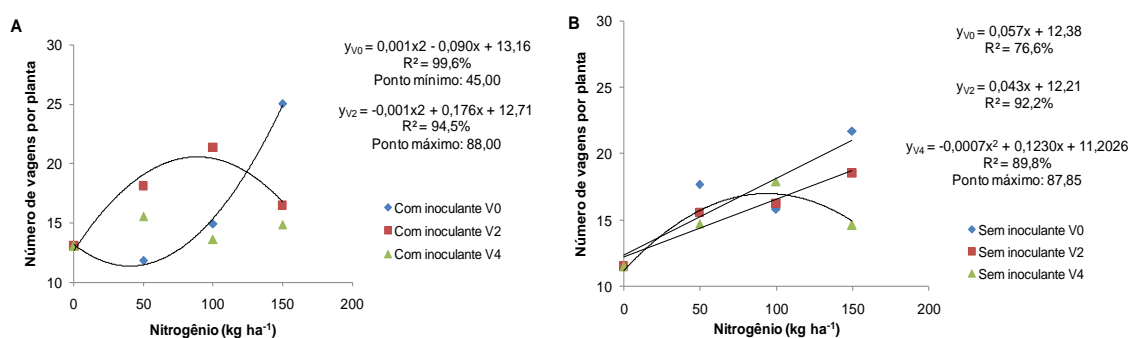 A
Número de vagens por planta
30
25
20
15
10
0
50
100
150
200
Nitrogênio (kg ha⁻¹)
yV0 = 0,001x2 - 0,090x + 13,16
R² = 99,6%
Ponto mínimo: 45,00
yV2 = -0,001x2 + 0,176x + 12,71
R² = 94,5%
Ponto máximo: 88,00
Com inoculante V0
Com inoculante V2
Com inoculante V4
B
Número de vagens por planta
30
25
20
15
10
0
50
100
150
200
Nitrogênio (kg ha⁻¹)
yV0 = 0,057x + 12,38
R² = 76,6%
yV2 = 0,043x + 12,21
R² = 92,2%
yV4 = -0,0007x² + 0,1230x + 11,2026
R² = 89,8%
Ponto máximo: 87,85
Sem inoculante V0
Sem inoculante V2
Sem inoculante V4